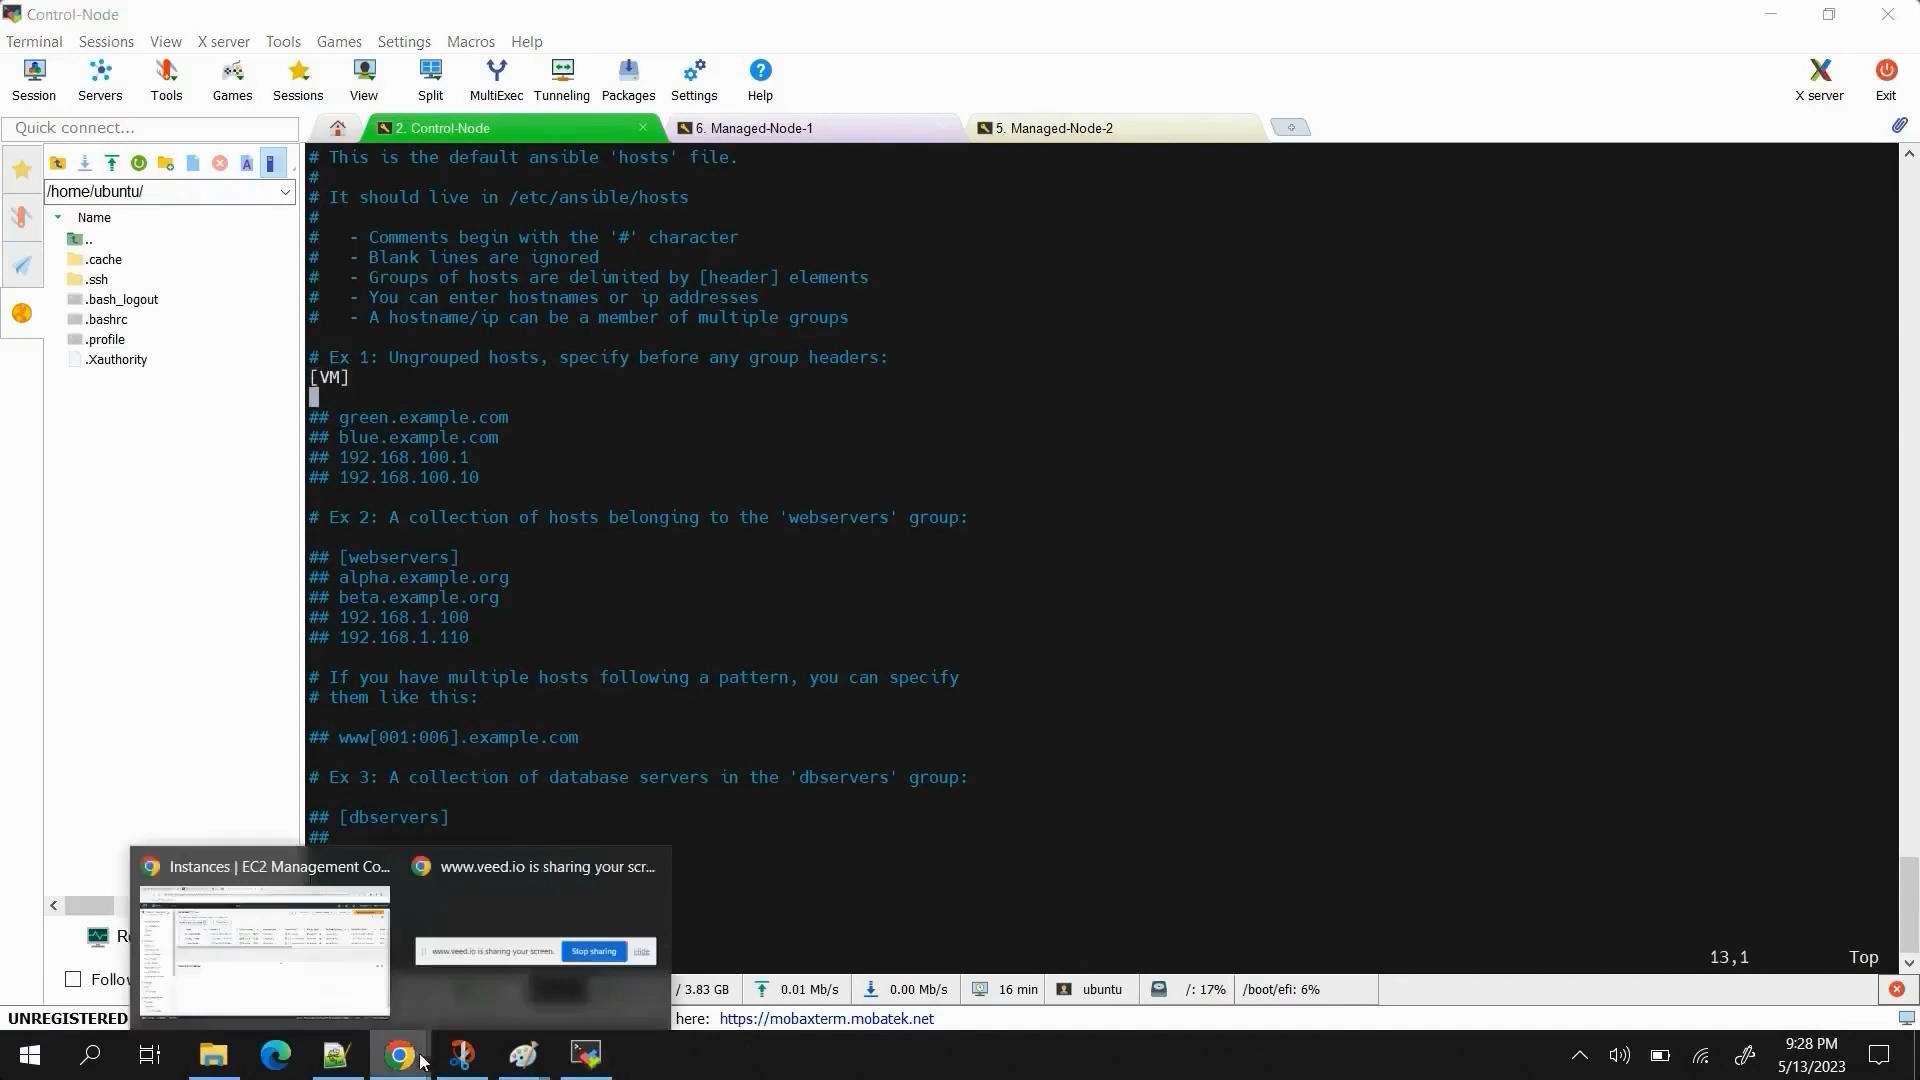 Control-Node
Terminal Sessions View X server Tools Games Settings Macros Help
Session Servers Tools Games Sessions View Split MultiExec Tunneling Packages Settings Help X server Exit
Quick connect...
2. Control-Node
6. Managed-Node-1
5. Managed-Node-2
/home/ubuntu/
Name
..
.cache
.ssh
.bash_logout
.bashrc
.profile
.Xauthority
# This is the default ansible 'hosts' file.
#
# It should live in /etc/ansible/hosts
#
#   - Comments begin with the '#' character
#   - Blank lines are ignored
#   - Groups of hosts are delimited by [header] elements
#   - You can enter hostnames or ip addresses
#   - A hostname/ip can be a member of multiple groups
# Ex 1: Ungrouped hosts, specify before any group headers:
[VM]
## green.example.com
## blue.example.com
## 192.168.100.1
## 192.168.100.10
# Ex 2: A collection of hosts belonging to the 'webservers' group:
## [webservers]
## alpha.example.org
## beta.example.org
## 192.168.1.100
## 192.168.1.110
# If you have multiple hosts following a pattern, you can specify
# them like this:
## www[001:006].example.com
# Ex 3: A collection of database servers in the 'dbservers' group:
## [dbservers]
##
13,1 Top
Instances | EC2 Management Co...
www.veed.io is sharing your scr...
www.veed.io is sharing your screen. Stop sharing Hide
Re
Follow
/ 3.83 GB 0.01 Mb/s 0.00 Mb/s 16 min ubuntu /: 17% /boot/efi: 6%
UNREGISTERED
here: https://mobaxterm.mobatek.net
9:28 PM
5/13/2023